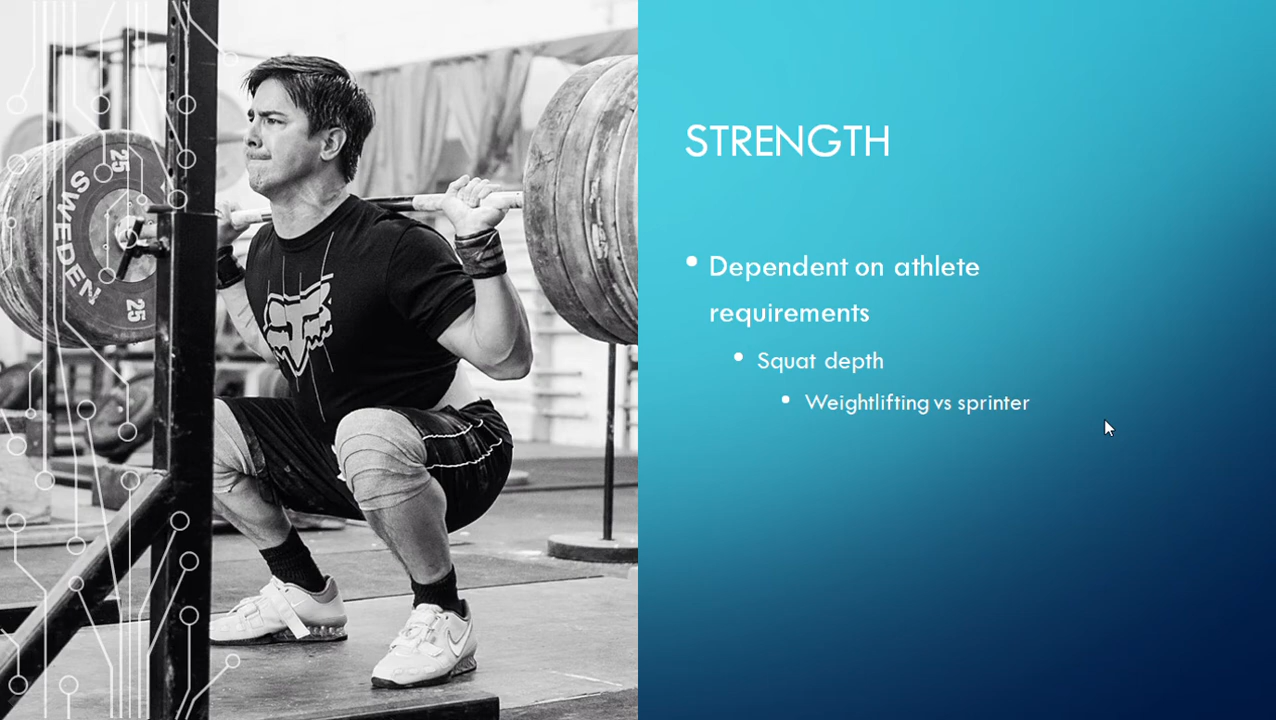 25
SWEDEN
25
STRENGTH
Dependent on athlete
requirements
Squat depth
Weightlifting vs sprinter